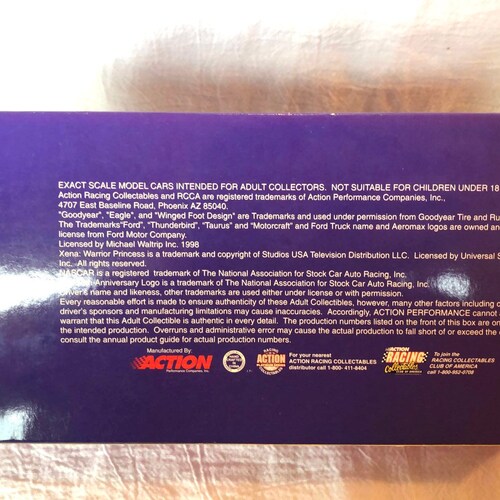 EXACT SCALE MODEL CARS INTENDED FOR ADULT COLLECTORS. NOT SUITABLE FOR CHILDREN UNDER 18
Action Racing Collectables and RCCA are registered trademarks of Action Performance Companies, Inc.,
4707 East Baseline Road, Phoenix AZ 85040.
"Goodyear", "Eagle", and "Winged Foot Design" are Trademarks and used under permission from Goodyear Tire and Ru
The Trademarks"Ford", "Thunderbird", "Taurus" and "Motorcraft" and Ford Truck name and Aeromax logos are owned and
license from Ford Motor Company.
Licensed by Michael Waltrip Inc. 1998
Xena: Warrior Princess is a trademark and copyright of Studios USA Television Distribution LLC. Licensed by Universal S
Inc. All rights reserved.
NASCAR is a registered trademark of The National Association for Stock Car Auto Racing, Inc.
Anniversary Logo is a trademark of The National Association for Stock Car Auto Racing, Inc.
Driver's name and likeness, other trademarks are used either under license or with permission.
Every reasonable effort is made to ensure authenticity of these Adult Collectibles, however, many other factors including c
driver's sponsors and manufacturing limitations may cause inaccuracies. Accordingly, ACTION PERFORMANCE cannot
warrant that this Adult Collectible is authentic in every detail. The production numbers listed on the front of this box are on
the intended production. Overruns and administrative error may cause the actual production to fall short of or exceed the
consult the annual product guide for actual production numbers.
Manufactured By:
ACTION
Performance Companies, Inc.
RACING
ACTION
COLLECTABLES
For your nearest
ACTION RACING COLLECTABLES
distributor call 1-800- 411-8404
ACTION
RACING
Collectables
CLUB OF AMERICA
To join the
RACING COLLECTABLES
CLUB OF AMERICA
call 1-800-952-0708